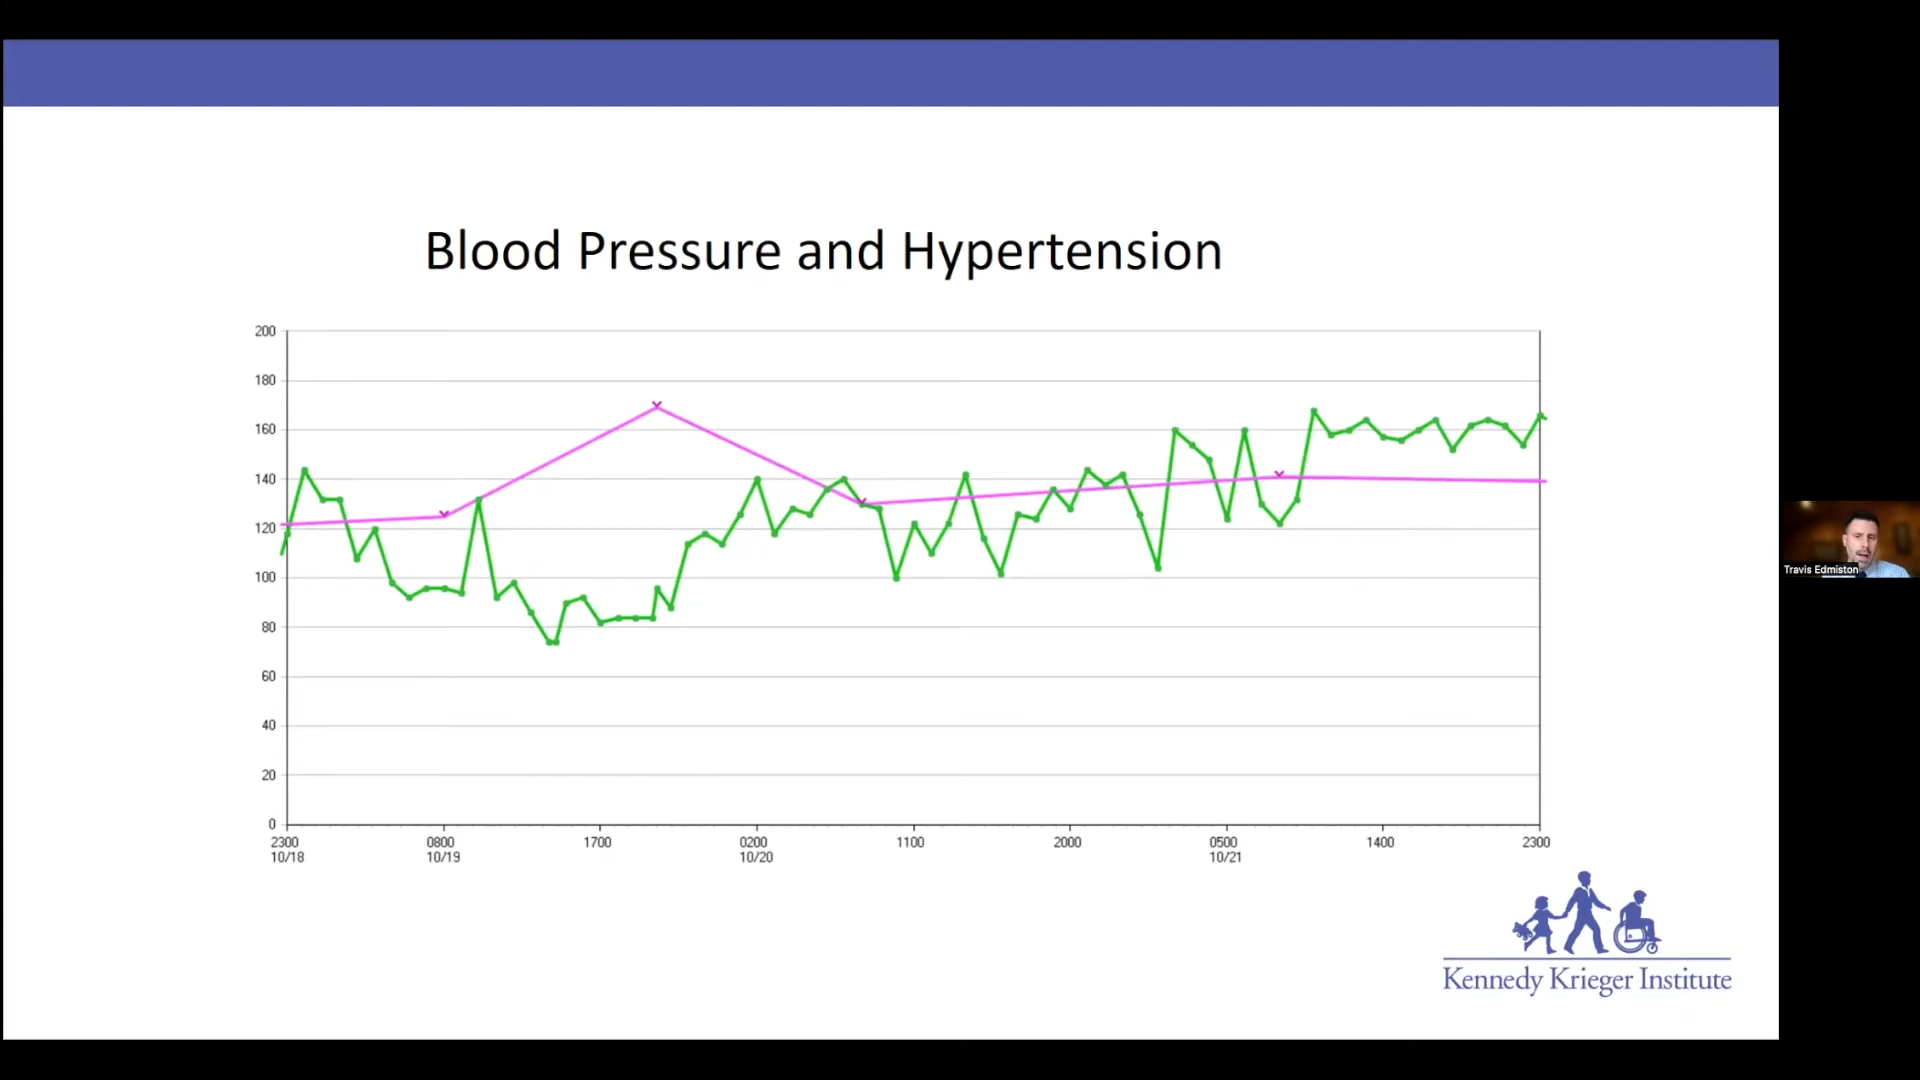 Blood Pressure and Hypertension
200
180
160
140
120
100
80
60
40
20
0
2300 0800 1700 0200 1100 2000 0500 1400 2300
10/18 10/19 10/20 10/21
Travis Edmiston
Kennedy Krieger Institute